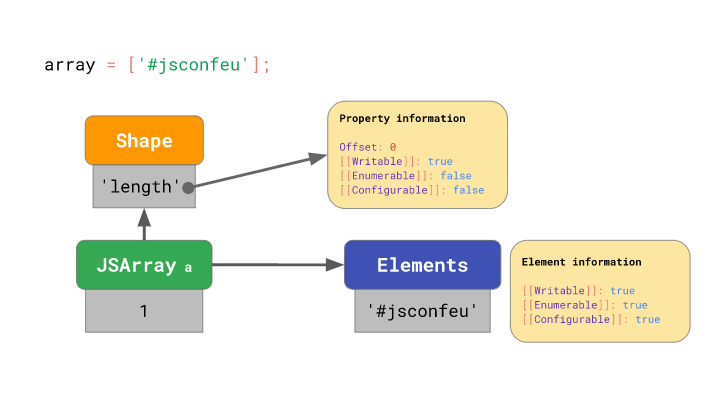 array = ['#jsconfeu'];
Shape
'length'
Property information
Offset: 0
[[Writable]]: true
[[Enumerable]]: false
[[Configurable]]: false
JSArray a
1
Elements
'#jsconfeu'
Element information
[[Writable]]: true
[[Enumerable]]: true
[[Configurable]]: true